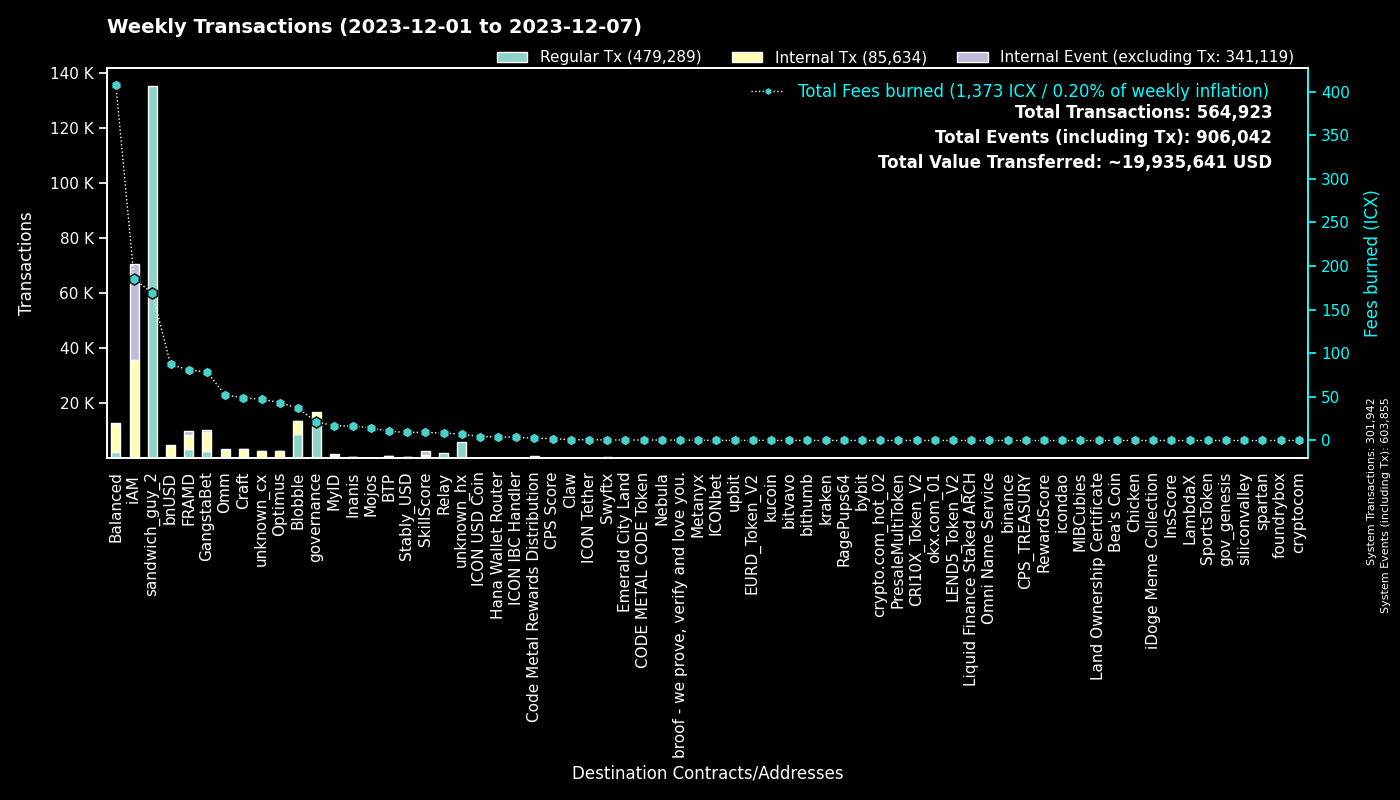 Weekly Transactions (2023-12-01 to 2023-12-07)
Regular Tx (479,289)
Internal Tx (85,634)
Internal Event (excluding Tx: 341,119)
Total Fees burned (1,373 ICX / 0.20% of weekly inflation)
Total Transactions: 564,923
Total Events (including Tx): 906,042
Total Value Transferred: ~19,935,641 USD
Transactions
140 K
120 K
100 K
80 K
60 K
40 K
20 K
400
350
300
250
200
150
100
50
0
Fees burned (ICX)
Balanced
iAM
sandwich_guy_2
bnUSD
FRAMD
GangstaBet
Omm
Craft
unknown_cx
Optimus
Blobble
governance
MyID
Inanis
Mojos
BTP
Stably_USD
SkillScore
Relay
unknown_hx
ICON USD Coin
Hana Wallet Router
ICON IBC Handler
Code Metal Rewards Distribution
CPS Score
Claw
ICON Tether
Swyftx
Emerald City Land
CODE METAL CODE Token
Nebula
broof - we prove, verify and love you.
Metanyx
ICONbet
upbit
EURD_Token_V2
kucoin
bitvavo
bithumb
kraken
RagePups64
bybit
crypto.com_hot_02
PresaleMultiToken
CRI10X_Token_V2
okx.com_01
LEND5_Token_V2
Liquid Finance Staked ARCH
Omni Name Service
binance
CPS_TREASURY
RewardScore
icondao
MIBCubies
Land Ownership Certificate
Bea's Coin
Chicken
iDoge Meme Collection
InsScore
LambdaX
SportsToken
gov_genesis
siliconvalley
spartan
foundrybox
cryptocom
Destination Contracts/Addresses
System Transactions: 301,942
System Events (including Tx): 603,855